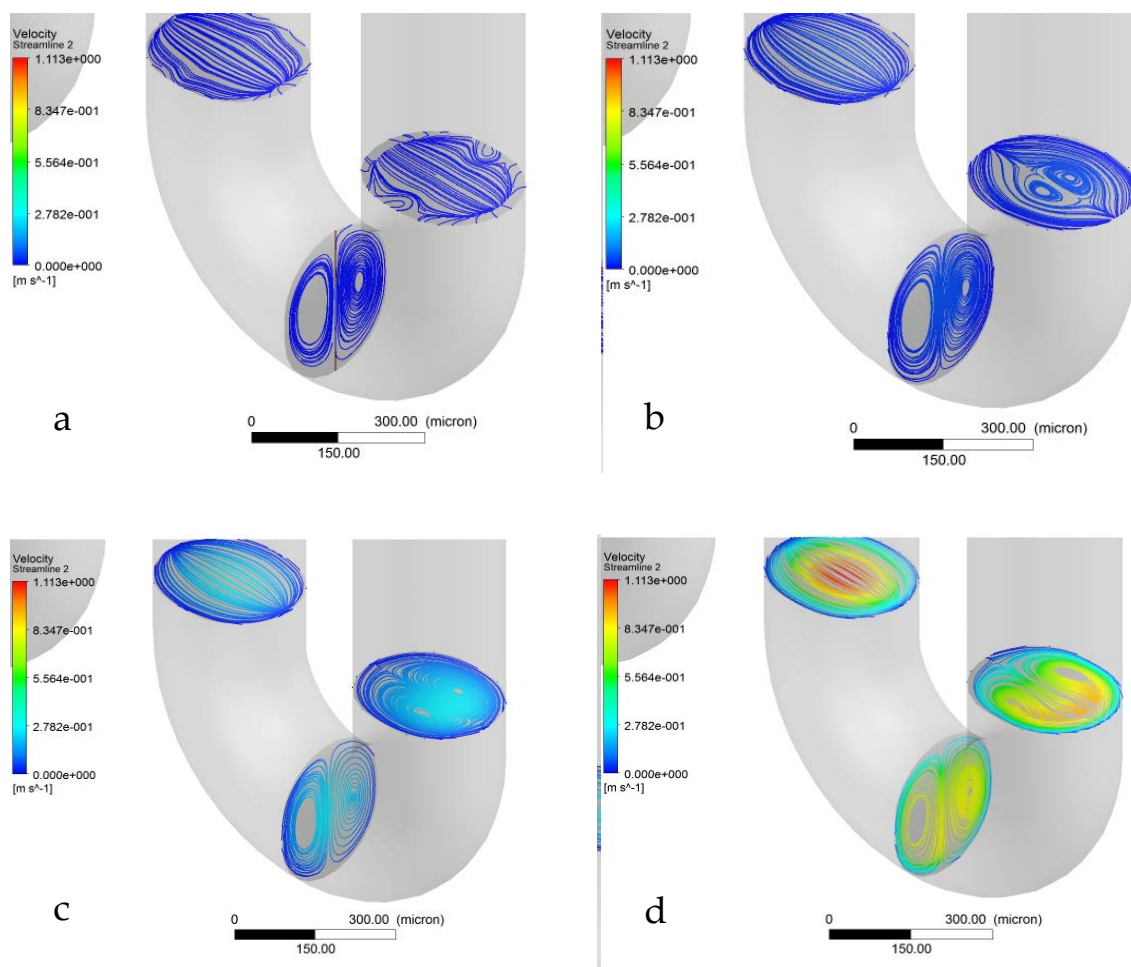 Velocity
Streamline 2
1.113e+000
8.347e-001
5.564e-001
2.782e-001
0.000e+000
[m s^-1]
a
0 300.00 (micron)
150.00
Velocity
Streamline 2
1.113e+000
8.347e-001
5.564e-001
2.782e-001
0.000e+000
[m s^-1]
b
0 300.00 (micron)
150.00
Velocity
Streamline 2
1.113e+000
8.347e-001
5.564e-001
2.782e-001
0.000e+000
[m s^-1]
c
0 300.00 (micron)
150.00
Velocity
Streamline 2
1.113e+000
8.347e-001
5.564e-001
2.782e-001
0.000e+000
[m s^-1]
d
0 300.00 (micron)
150.00